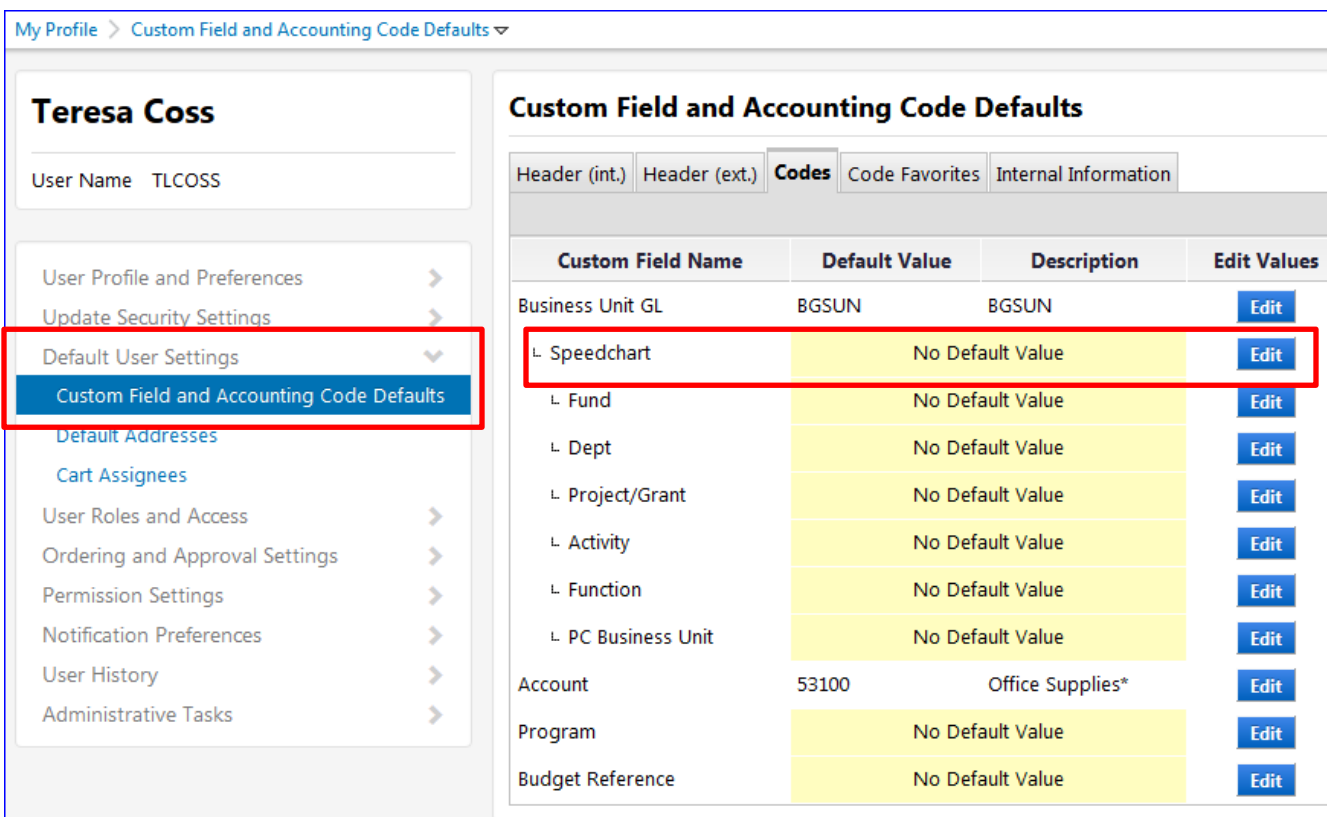 My Profile > Custom Field and Accounting Code Defaults
Teresa Coss
User Name TLCOSS
User Profile and Preferences
Update Security Settings
Default User Settings
Custom Field and Accounting Code Defaults
Default Addresses
Cart Assignees
User Roles and Access
Ordering and Approval Settings
Permission Settings
Notification Preferences
User History
Administrative Tasks
Custom Field and Accounting Code Defaults
Header (int.) Header (ext.) Codes Code Favorites Internal Information
Custom Field Name Default Value Description Edit Values
Business Unit GL BGSUN BGSUN Edit
Speedchart No Default Value Edit
Fund No Default Value Edit
Dept No Default Value Edit
Project/Grant No Default Value Edit
Activity No Default Value Edit
Function No Default Value Edit
PC Business Unit No Default Value Edit
Account 53100 Office Supplies* Edit
Program No Default Value Edit
Budget Reference No Default Value Edit